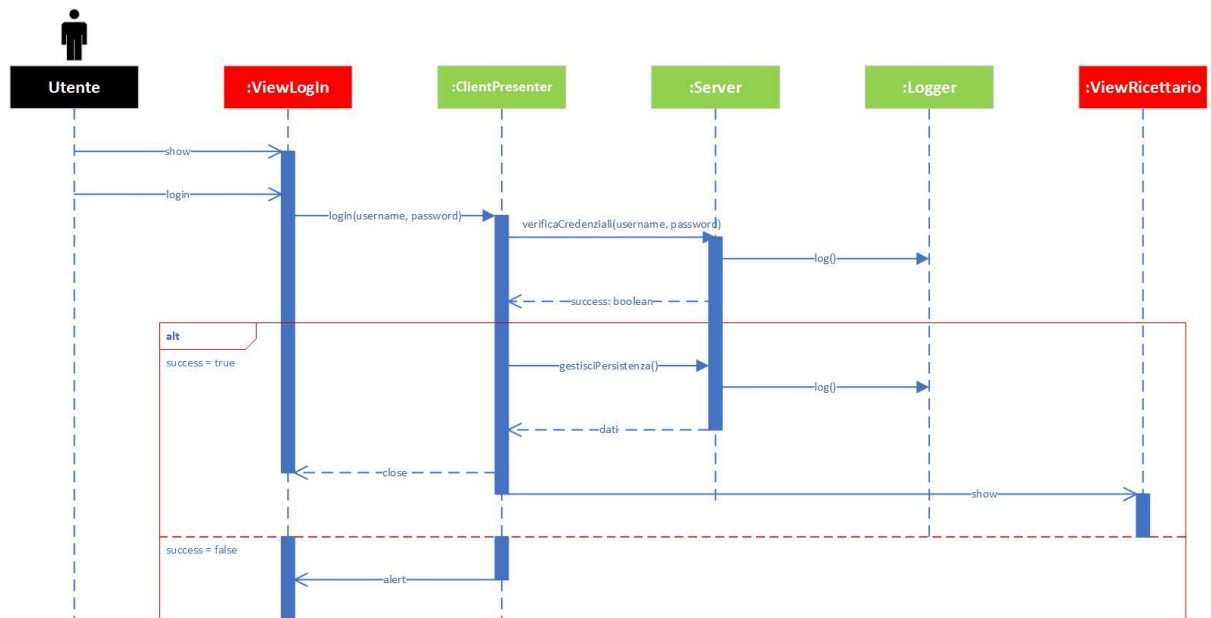 Utente
:ViewLogIn
:ClientPresenter
:Server
:Logger
:ViewRicettario
show
login
login(username, password)
verificaCredenziali(username, password)
log()
success: boolean
alt
success = true
gestisciPersistenza()
log()
dati
close
show
success = false
alert